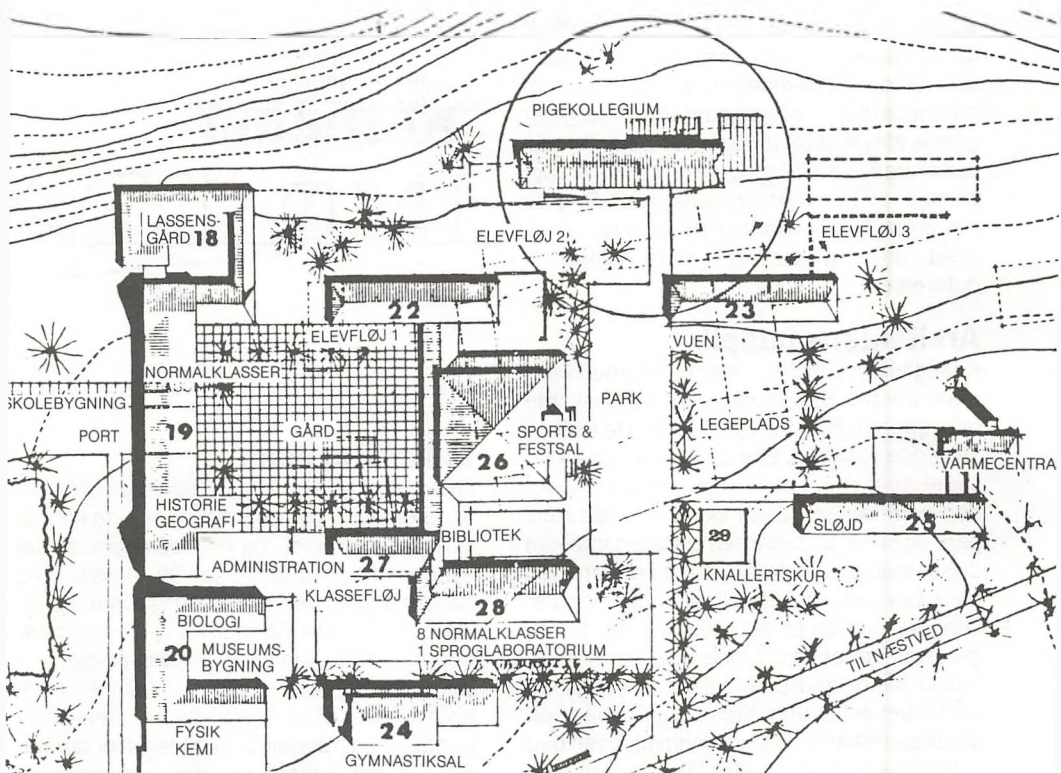 PIGEKOLLEGIUM
LASSENS-
GÅRD 18
ELEVFLØJ 2
ELEVFLØJ 3
22
23
ELEVFLØJ 1
NORMALKLASSER
VUEN
SKOLEBYGNING
PORT
19
GÅRD
PARK
LEGEPLADS
SPORTS &
FESTSAL
26
VARMECENTRA
HISTORIE
GEOGRAFI
BIBLIOTEK
SLØJD
25
29
ADMINISTRATION
27
KLASSEFLØJ
KNALLERTSKUR
28
BIOLOGI
20
MUSEUMS-
BYGNING
8 NORMALKLASSER
1 SPROGLABORATORIUM
TIL NÆSTVED
FYSIK
KEMI
24
GYMNASTIKSAL